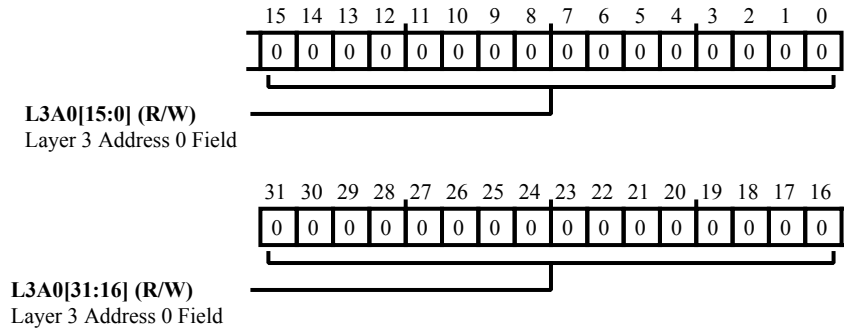 15 14 13 12 11 10 9 8 7 6 5 4 3 2 1 0
0 0 0 0 0 0 0 0 0 0 0 0 0 0 0 0
L3A0[15:0] (R/W)
Layer 3 Address 0 Field
31 30 29 28 27 26 25 24 23 22 21 20 19 18 17 16
0 0 0 0 0 0 0 0 0 0 0 0 0 0 0 0
L3A0[31:16] (R/W)
Layer 3 Address 0 Field